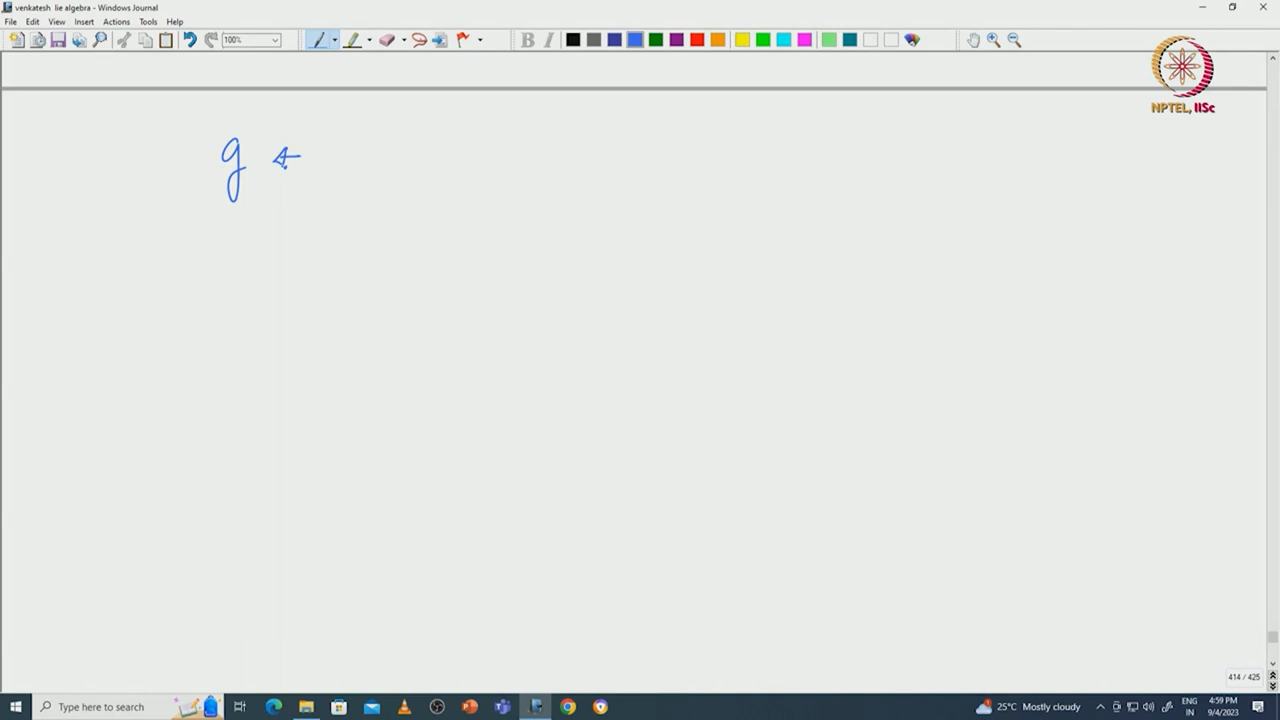 venkatesh lie algebra - Windows Journal
File Edit View Insert Actions Tools Help
100%
B I
NPTEL, IISc
g ←
414 / 425
Type here to search
25°C Mostly cloudy
ENG
IN
4:59 PM
9/4/2023